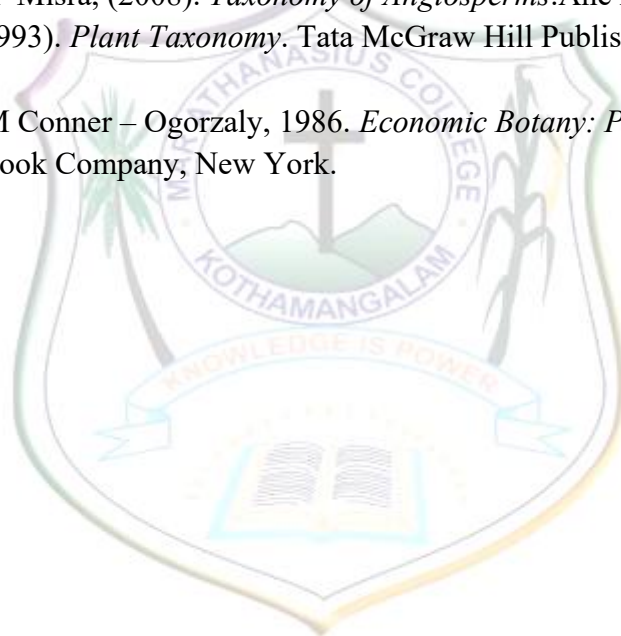 Misra, (2008). Taxonomy of Angiosperms.
993). Plant Taxonomy. Tata McGraw Hill Publis
M Conner – Ogorzaly, 1986. Economic Botany: P
ook Company, New York.
MAR ATHANASIUS COLLEGE
KOTHAMANGALAM
KNOWLEDGE IS POWER